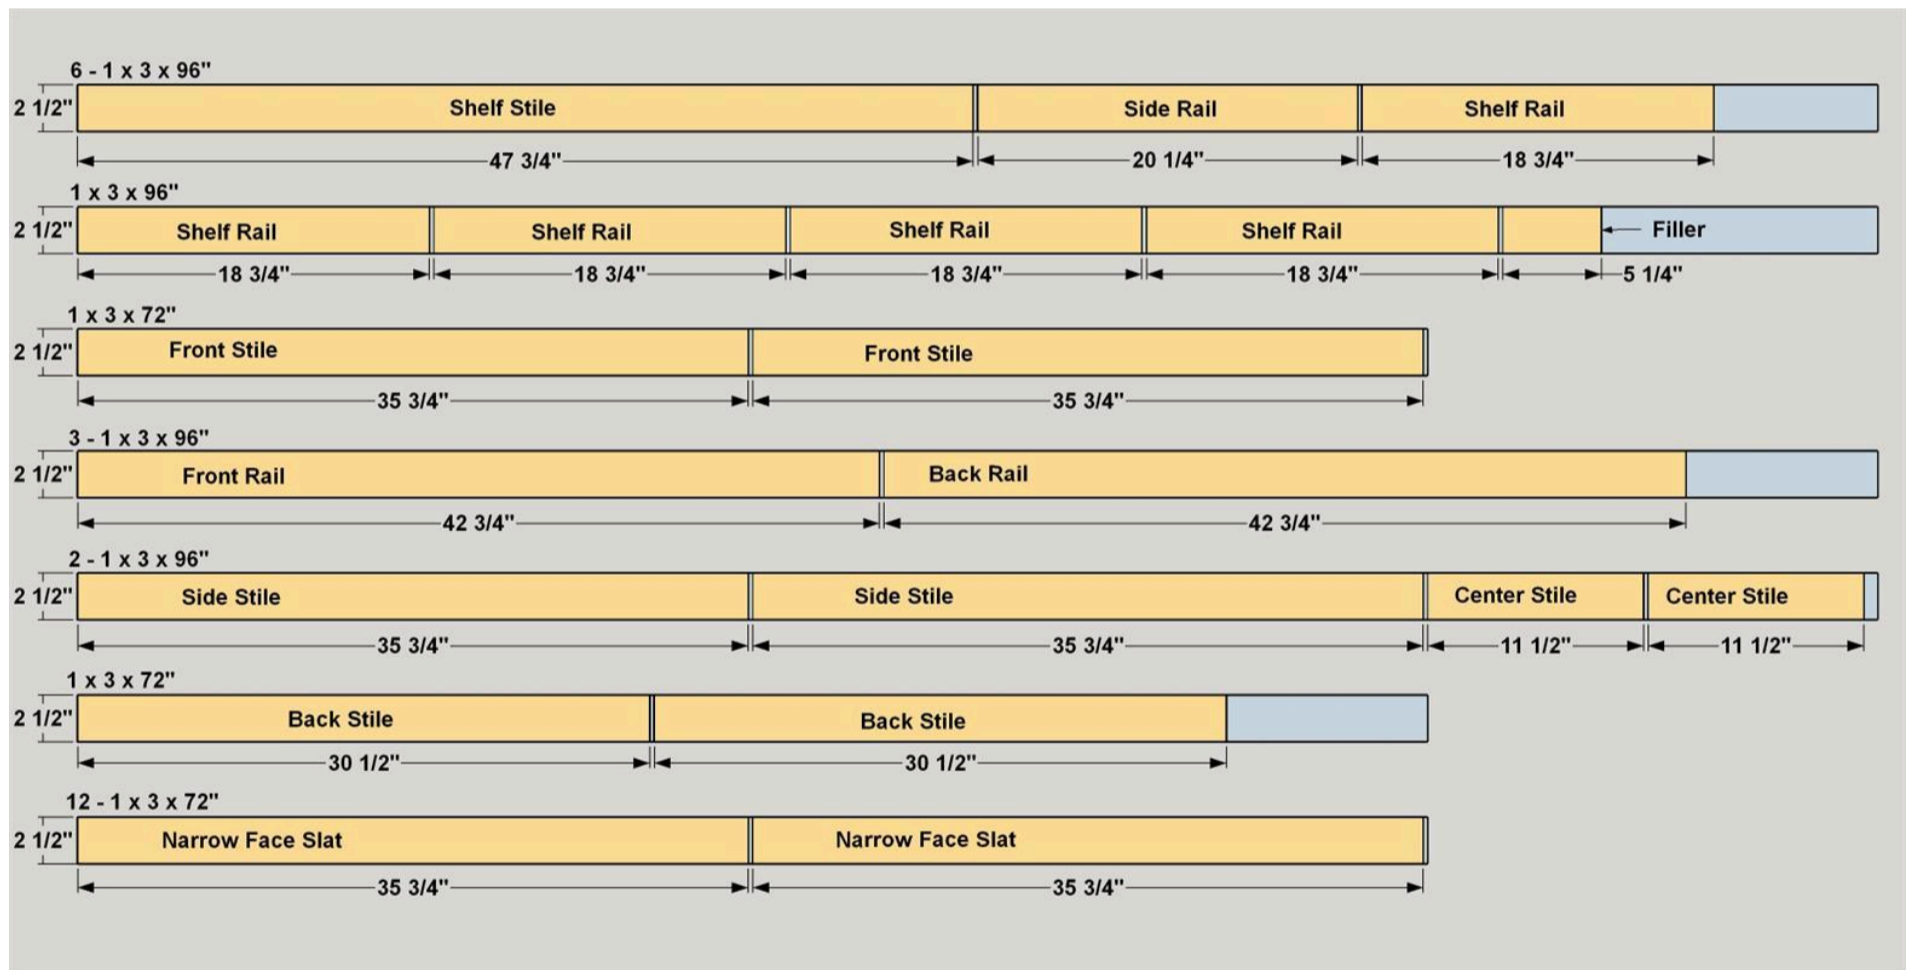 6 - 1 x 3 x 96"
2 1/2" Shelf Stile Side Rail Shelf Rail
47 3/4" 20 1/4" 18 3/4"
1 x 3 x 96"
2 1/2" Shelf Rail Shelf Rail Shelf Rail Shelf Rail Filler
18 3/4" 18 3/4" 18 3/4" 18 3/4" 5 1/4"
1 x 3 x 72"
2 1/2" Front Stile Front Stile
35 3/4" 35 3/4"
3 - 1 x 3 x 96"
2 1/2" Front Rail Back Rail
42 3/4" 42 3/4"
2 - 1 x 3 x 96"
2 1/2" Side Stile Side Stile Center Stile Center Stile
35 3/4" 35 3/4" 11 1/2" 11 1/2"
1 x 3 x 72"
2 1/2" Back Stile Back Stile
30 1/2" 30 1/2"
12 - 1 x 3 x 72"
2 1/2" Narrow Face Slat Narrow Face Slat
35 3/4" 35 3/4"